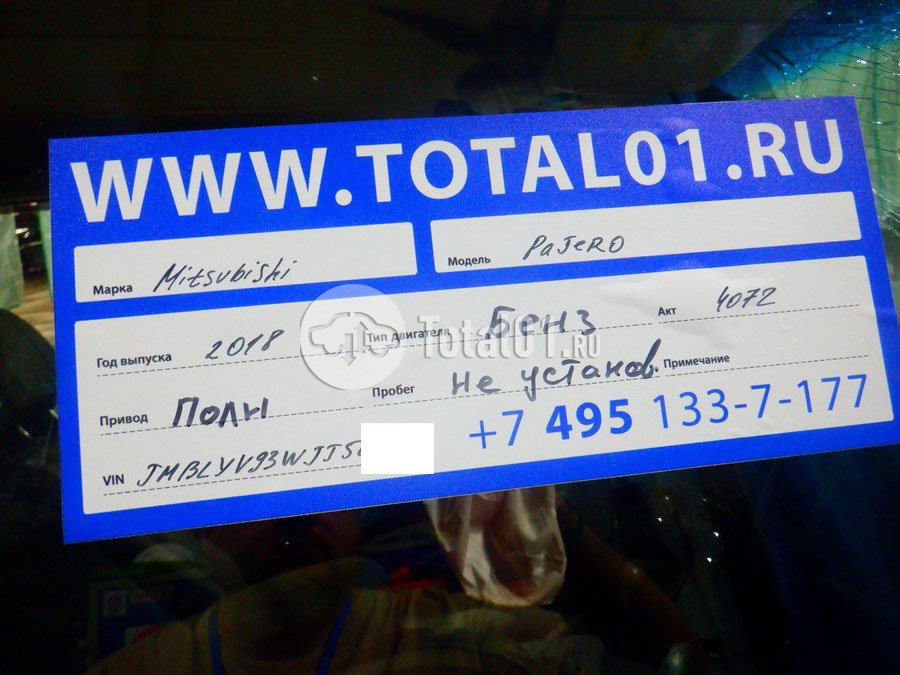 WWW.TOTAL01.RU
Марка Mitsubishi Модель PaJeRO
Год выпуска 2018 Тип двигателя Бенз Акт 4072
Total01.RU
Привод Полн Пробег Не установ. Примечание
+7 495 133-7-177
VIN JMBLYV93WJJ5